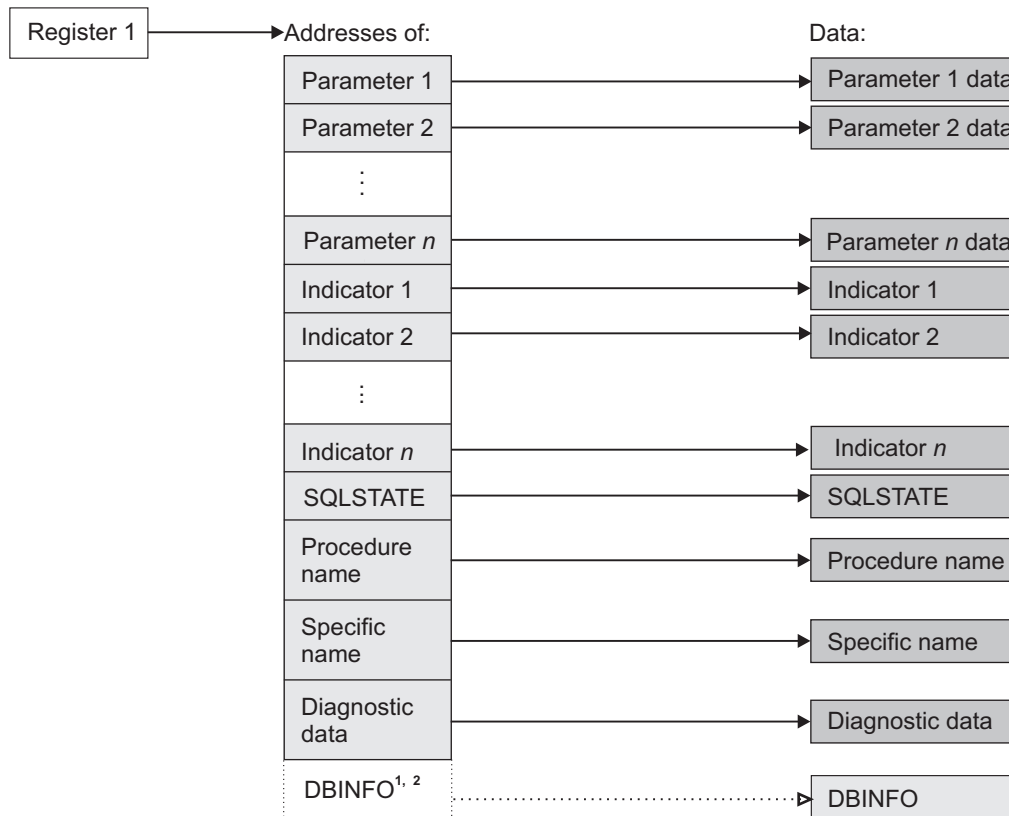 Register 1
Addresses of:
Data:
Parameter 1
Parameter 1 data
Parameter 2
Parameter 2 data
⋮
Parameter n
Parameter n data
Indicator 1
Indicator 1
Indicator 2
Indicator 2
⋮
Indicator n
Indicator n
SQLSTATE
SQLSTATE
Procedure
name
Procedure name
Specific
name
Specific name
Diagnostic
data
Diagnostic data
DBINFO1, 2
DBINFO